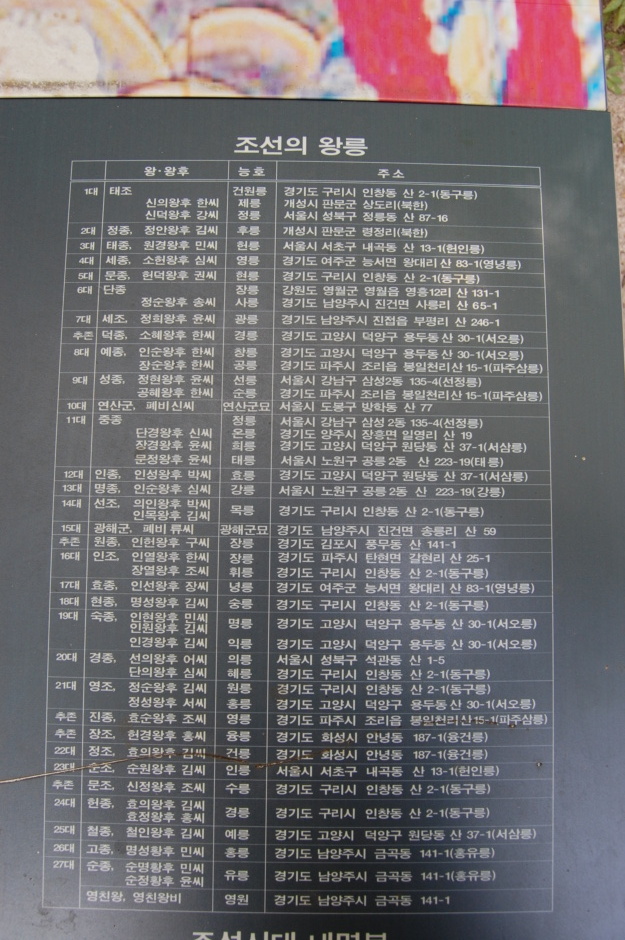 조선의 왕릉
왕·왕후 능호 주소
1대 태조 건원릉 경기도 구리시 인창동 산 2-1(동구릉)
신의왕후 한씨 제릉 개성시 판문군 상도리(북한)
신덕왕후 강씨 정릉 서울시 성북구 정릉동 산 87-16
2대 정종, 정안왕후 김씨 후릉 개성시 판문군 령정리(북한)
3대 태종, 원경왕후 민씨 헌릉 서울시 서초구 내곡동 산 13-1(헌인릉)
4대 세종, 소헌왕후 심씨 영릉 경기도 여주군 능서면 왕대리 산 83-1(영녕릉)
5대 문종, 헌덕왕후 권씨 현릉 경기도 구리시 인창동 산 2-1(동구릉)
6대 단종 장릉 강원도 영월군 영월읍 영흥12리 산 131-1
정순왕후 송씨 사릉 경기도 남양주시 진건면 사릉리 산 65-1
7대 세조, 정희왕후 윤씨 광릉 경기도 남양주시 진접읍 부평리 산 246-1
추존 덕종, 소혜왕후 한씨 경릉 경기도 고양시 덕양구 용두동 산 30-1(서오릉)
8대 예종, 안순왕후 한씨 창릉 경기도 고양시 덕양구 용두동 산 30-1(서오릉)
장순왕후 한씨 공릉 경기도 파주시 조리읍 봉일천리 산 15-1(파주삼릉)
9대 성종, 정현왕후 윤씨 선릉 서울시 강남구 삼성2동 135-4(선정릉)
공혜왕후 한씨 순릉 경기도 파주시 조리읍 봉일천리 산 15-1(파주삼릉)
10대 연산군, 폐비신씨 연산군묘 서울시 도봉구 방학동 산 77
11대 중종 정릉 서울시 강남구 삼성 2동 135-4(선정릉)
단경왕후 신씨 온릉 경기도 양주시 장흥면 일영리 산 19
장경왕후 윤씨 희릉 경기도 고양시 덕양구 원당동 산 37-1(서삼릉)
문정왕후 윤씨 태릉 서울시 노원구 공릉 2동 산 223-19(태릉)
12대 인종, 인성왕후 박씨 효릉 경기도 고양시 덕양구 원당동 산 37-1(서삼릉)
13대 명종, 인순왕후 심씨 강릉 서울시 노원구 공릉 2동 산 223-19(강릉)
14대 선조, 의인왕후 박씨 목릉 경기도 구리시 인창동 산 2-1(동구릉)
인목왕후 김씨
15대 광해군, 폐비 류씨 광해군묘 경기도 남양주시 진건면 송릉리 산 59
추존 원종, 인헌왕후 구씨 장릉 경기도 김포시 풍무동 산 141-1
16대 인조, 인열왕후 한씨 장릉 경기도 파주시 탄현면 갈현리 산 25-1
장열왕후 조씨 휘릉 경기도 구리시 인창동 산 2-1(동구릉)
17대 효종, 인선왕후 장씨 녕릉 경기도 여주군 능서면 왕대리 산 83-1(영녕릉)
18대 현종, 명성왕후 김씨 숭릉 경기도 구리시 인창동 산 2-1(동구릉)
19대 숙종, 인현왕후 민씨 명릉 경기도 고양시 덕양구 용두동 산 30-1(서오릉)
인원왕후 김씨
인경왕후 김씨 익릉 경기도 고양시 덕양구 용두동 산 30-1(서오릉)
20대 경종, 선의왕후 어씨 의릉 서울시 성북구 석관동 산 1-5
단의왕후 심씨 혜릉 경기도 구리시 인창동 산 2-1(동구릉)
21대 영조, 정순왕후 김씨 원릉 경기도 구리시 인창동 산 2-1(동구릉)
정성왕후 서씨 홍릉 경기도 고양시 덕양구 용두동 산 30-1(서오릉)
추존 진종, 효순왕후 조씨 영릉 경기도 파주시 조리읍 봉일천리 산15-1(파주삼릉)
추존 장조, 헌경왕후 홍씨 융릉 경기도 화성시 안녕동 187-1(융건릉)
22대 정조, 효의왕후 김씨 건릉 경기도 화성시 안녕동 187-1(융건릉)
23대 순조, 순원왕후 김씨 인릉 서울시 서초구 내곡동 산 13-1(헌인릉)
추존 문조, 신정왕후 조씨 수릉 경기도 구리시 인창동 산 2-1(동구릉)
24대 헌종, 효의왕후 김씨 경릉 경기도 구리시 인창동 산 2-1(동구릉)
효정왕후 홍씨
25대 철종, 철인왕후 김씨 예릉 경기도 고양시 덕양구 원당동 산 37-1(서삼릉)
26대 고종, 명성황후 민씨 홍릉 경기도 남양주시 금곡동 141-1(홍유릉)
27대 순종, 순명황후 민씨 유릉 경기도 남양주시 금곡동 141-1(홍유릉)
순정황후 윤씨
영친왕, 영친왕비 영원 경기도 남양주시 금곡동 141-1